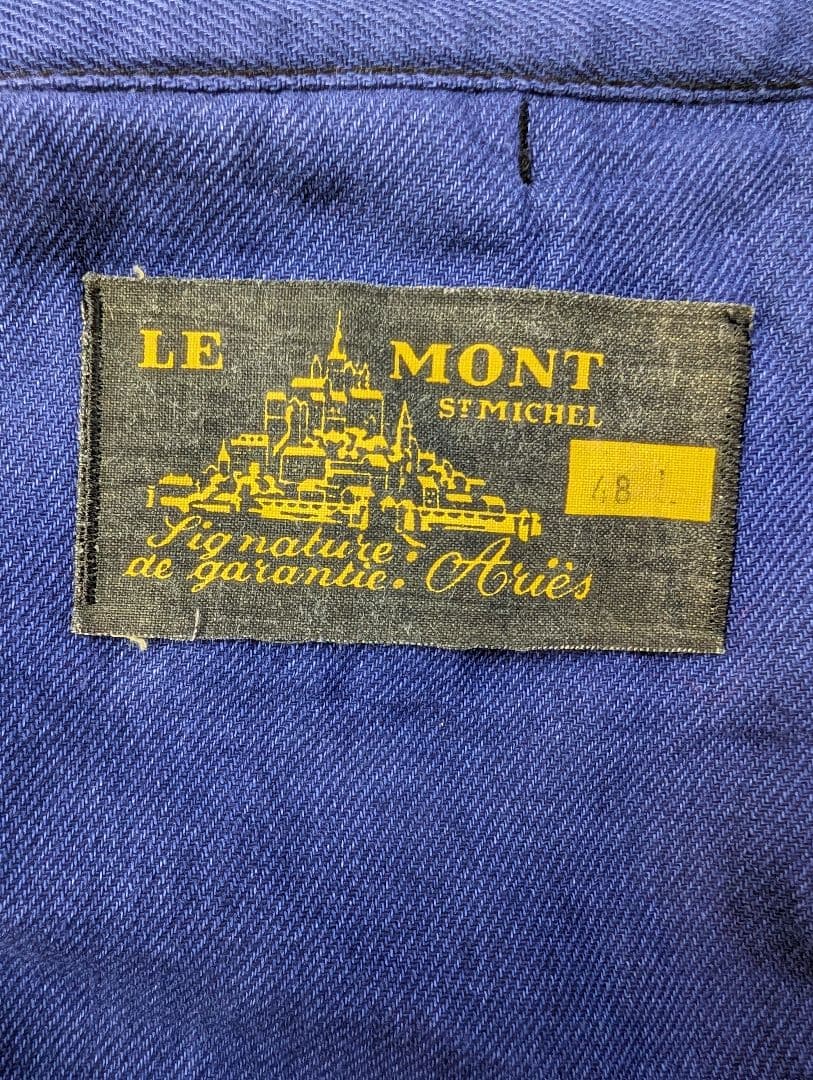 LE MONT
ST MICHEL
48
Signature
de garantie: Ariès